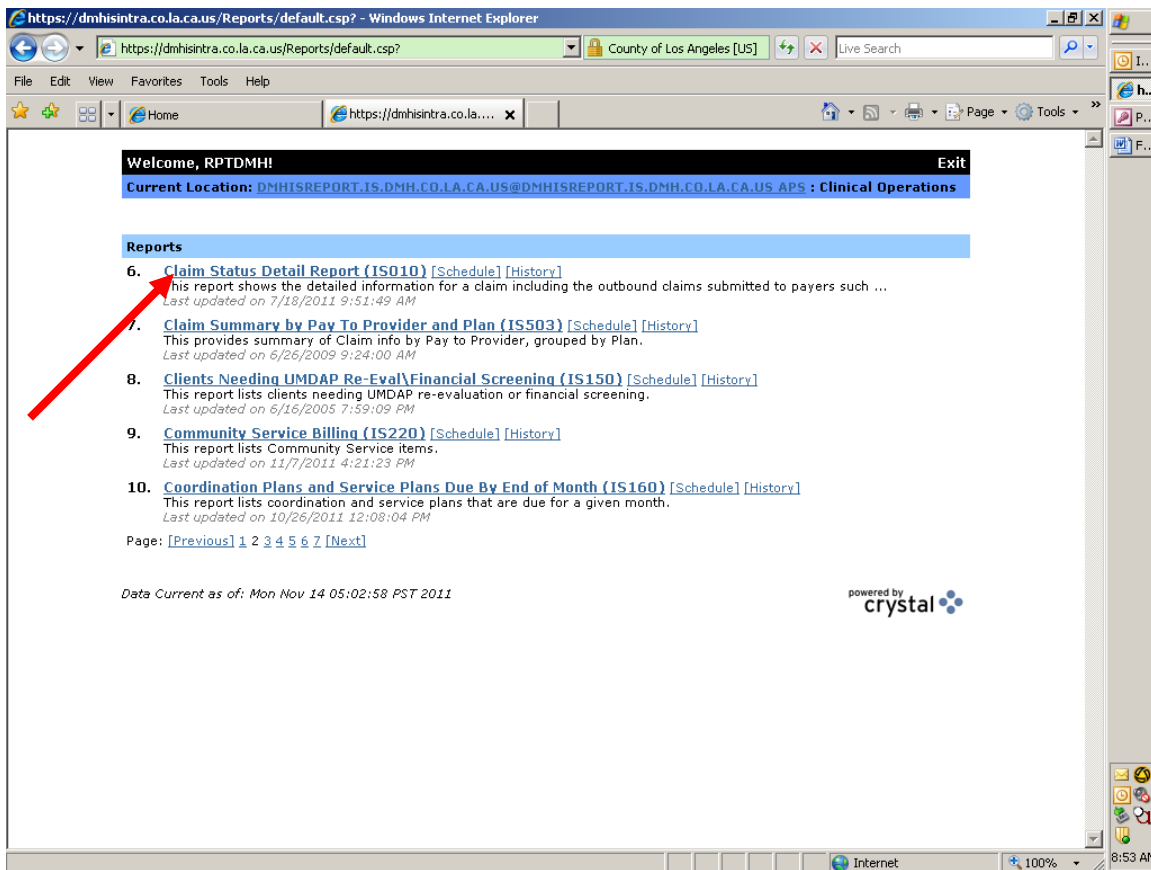 https://dmhisintra.co.la.ca.us/Reports/default.csp? - Windows Internet Explorer
https://dmhisintra.co.la.ca.us/Reports/default.csp?
County of Los Angeles [US]
Live Search
File Edit View Favorites Tools Help
Home
https://dmhisintra.co.la....
Page
Tools
»
I..
h..
P..
F..
Welcome, RPTDMH! Exit
Current Location: DMHISREPORT.IS.DMH.CO.LA.CA.US@DMHISREPORT.IS.DMH.CO.LA.CA.US APS : Clinical Operations
Reports
6. Claim Status Detail Report (IS010) [Schedule] [History]
This report shows the detailed information for a claim including the outbound claims submitted to payers such ...
Last updated on 7/18/2011 9:51:49 AM
7. Claim Summary by Pay To Provider and Plan (IS503) [Schedule] [History]
This provides summary of Claim info by Pay to Provider, grouped by Plan.
Last updated on 6/26/2009 9:24:00 AM
8. Clients Needing UMDAP Re-Eval\Financial Screening (IS150) [Schedule] [History]
This report lists clients needing UMDAP re-evaluation or financial screening.
Last updated on 6/16/2005 7:59:09 PM
9. Community Service Billing (IS220) [Schedule] [History]
This report lists Community Service items.
Last updated on 11/7/2011 4:21:23 PM
10. Coordination Plans and Service Plans Due By End of Month (IS160) [Schedule] [History]
This report lists coordination and service plans that are due for a given month.
Last updated on 10/26/2011 12:08:04 PM
Page: [Previous] 1 2 3 4 5 6 7 [Next]
Data Current as of: Mon Nov 14 05:02:58 PST 2011
powered by
crystal
Internet
100%
8:53 AM